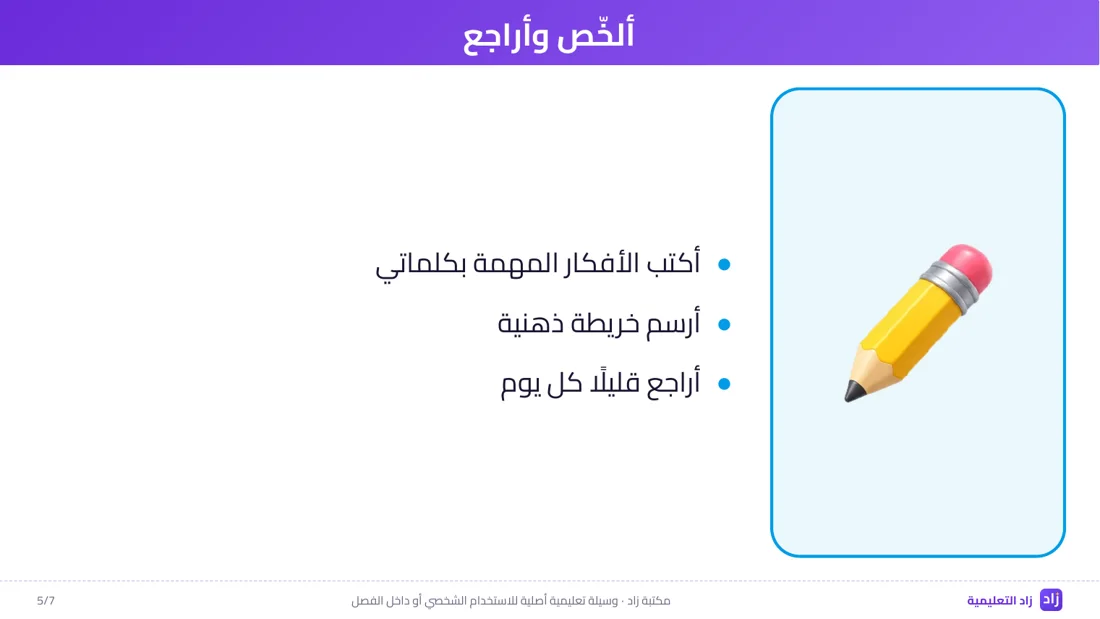 ألخّص وأراجع
أكتب الأفكار المهمة بكلماتي
أرسم خريطة ذهنية
أراجع قليلًا كل يوم
زاد زاد التعليمية
مكتبة زاد · وسيلة تعليمية أصلية للاستخدام الشخصي أو داخل الفصل
5/7